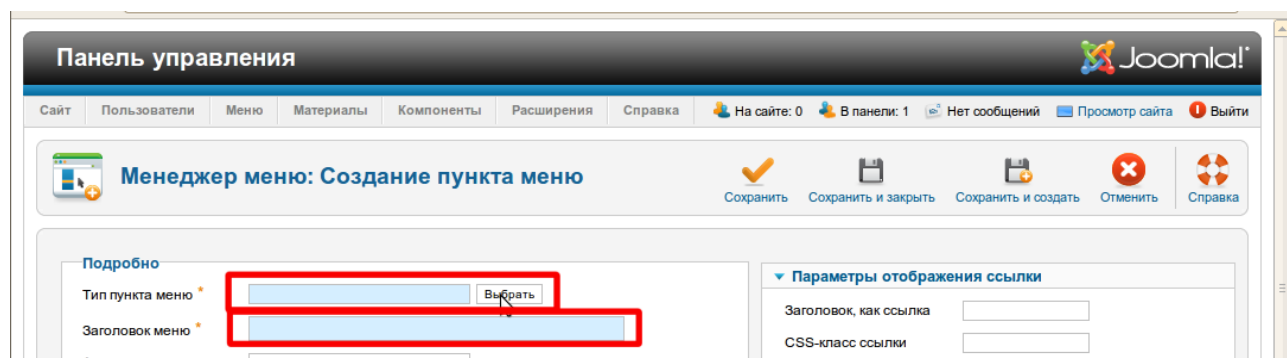 Панель управления
Joomla!
Сайт Пользователи Меню Материалы Компоненты Расширения Справка На сайте: 0 В панели: 1 Нет сообщений Просмотр сайта Выйти
Менеджер меню: Создание пункта меню
Сохранить Сохранить и закрыть Сохранить и создать Отменить Справка
Подробно
Тип пункта меню * Выбрать
Заголовок меню *
Параметры отображения ссылки
Заголовок, как ссылка
CSS-класс ссылки